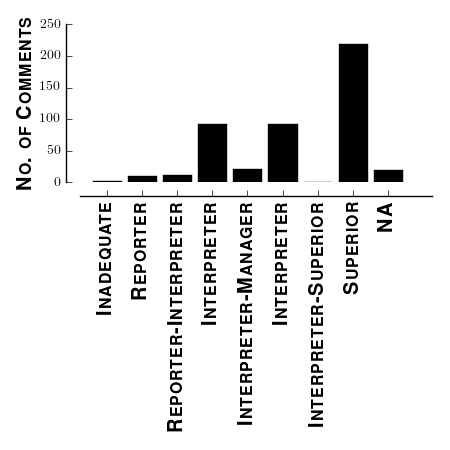 No. of Comments
250
200
150
100
50
0
Inadequate
Reporter
Reporter-Interpreter
Interpreter
Interpreter-Manager
Interpreter
Interpreter-Superior
Superior
NA